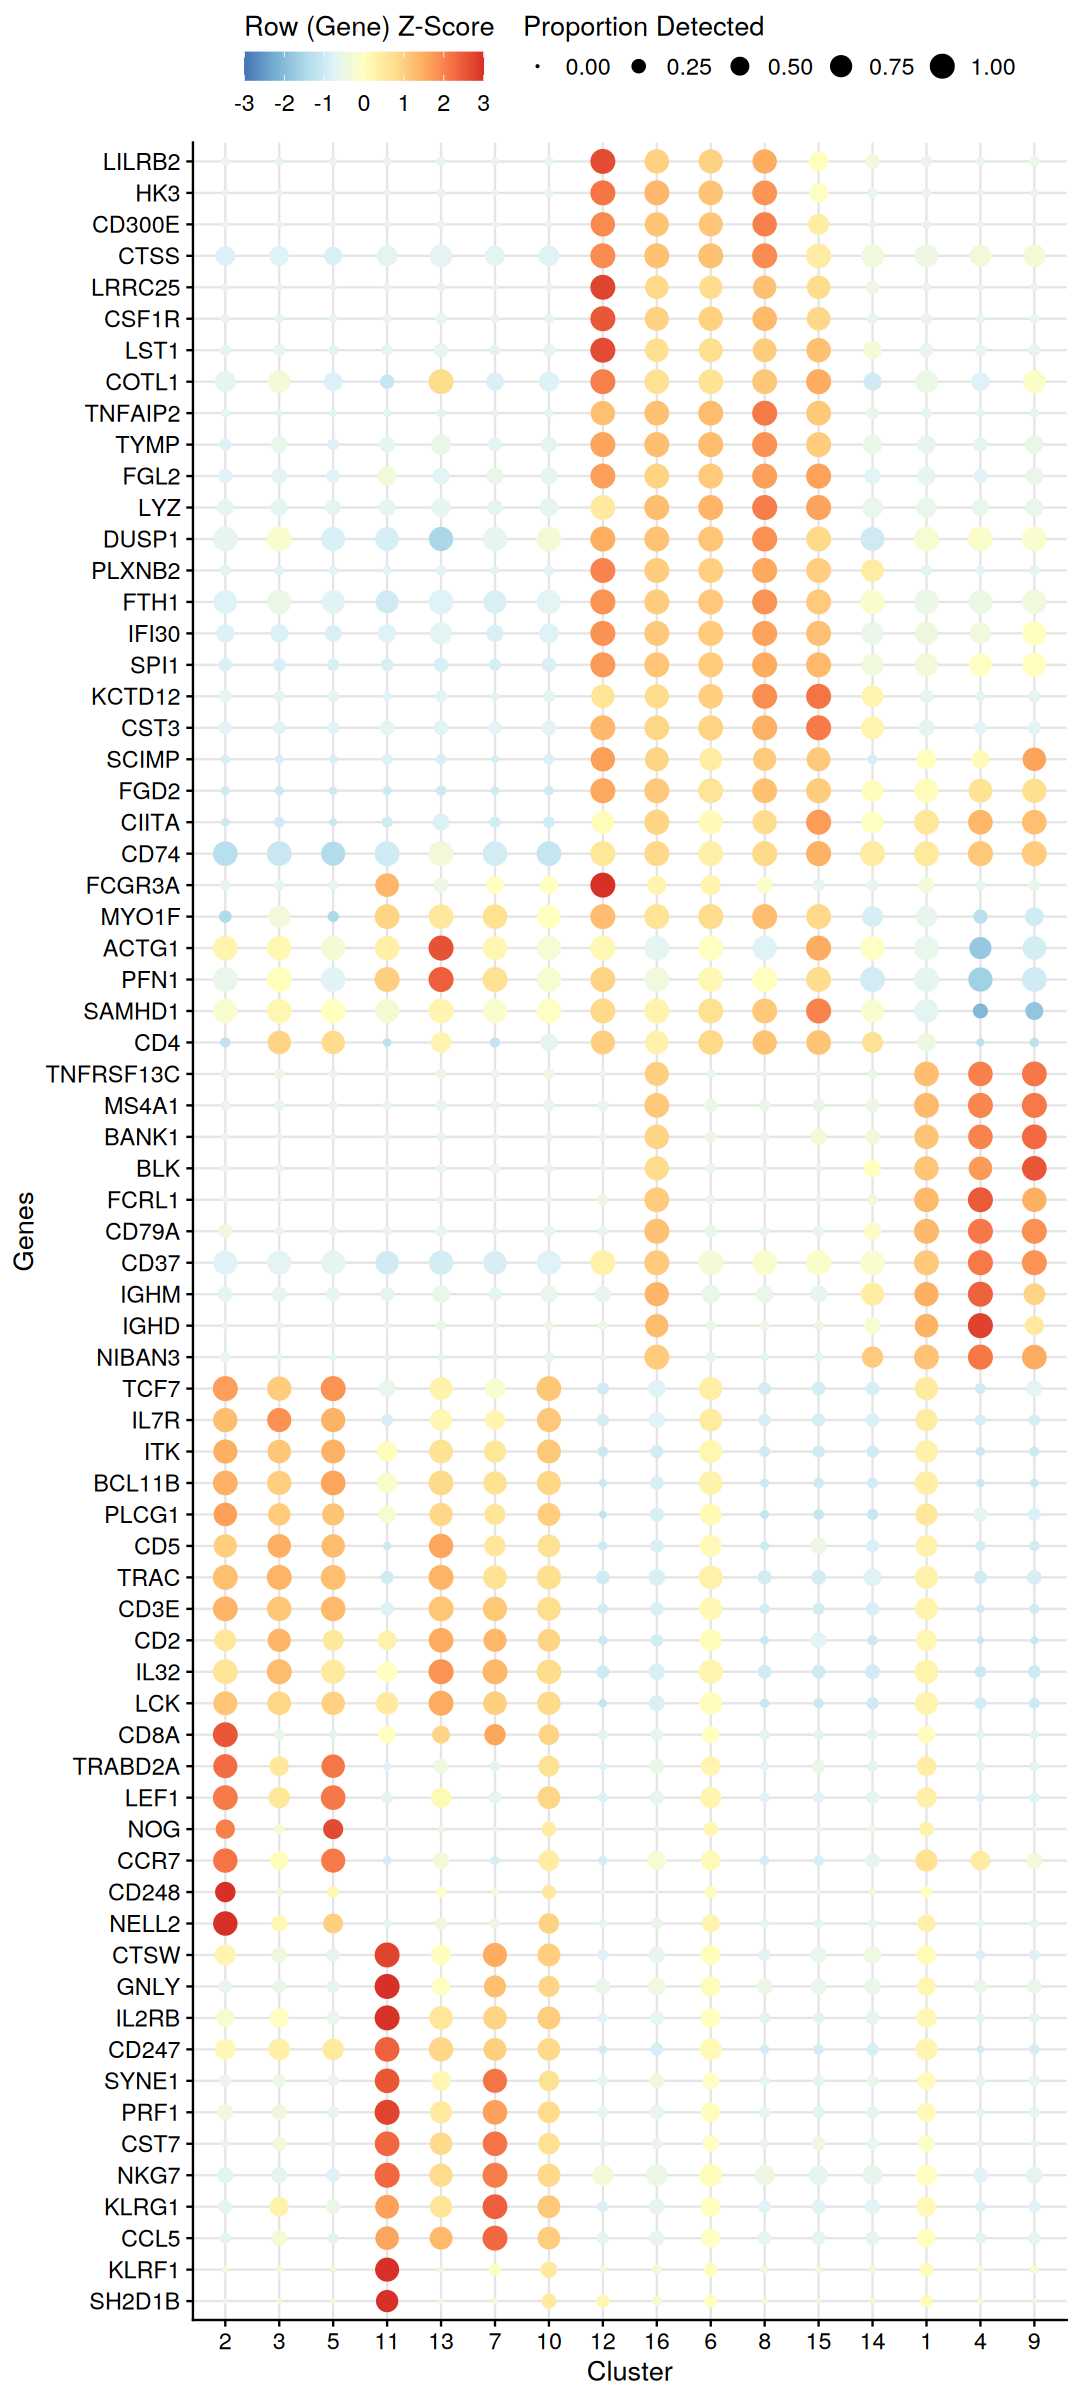 Row (Gene) Z-Score
Proportion Detected
0.00 0.25 0.50 0.75 1.00
-3 -2 -1 0 1 2 3
LILRB2
HK3
CD300E
CTSS
LRRC25
CSF1R
LST1
COTL1
TNFAIP2
TYMP
FGL2
LYZ
DUSP1
PLXNB2
FTH1
IFI30
SPI1
KCTD12
CST3
SCIMP
FGD2
CIITA
CD74
FCGR3A
MYO1F
ACTG1
PFN1
SAMHD1
CD4
TNFRSF13C
MS4A1
BANK1
BLK
FCRL1
CD79A
CD37
IGHM
IGHD
NIBAN3
TCF7
IL7R
ITK
BCL11B
PLCG1
CD5
TRAC
CD3E
CD2
IL32
LCK
CD8A
TRABD2A
LEF1
NOG
CCR7
CD248
NELL2
CTSW
GNLY
IL2RB
CD247
SYNE1
PRF1
CST7
NKG7
KLRG1
CCL5
KLRF1
SH2D1B
Genes
2 3 5 11 13 7 10 12 16 6 8 15 14 1 4 9
Cluster